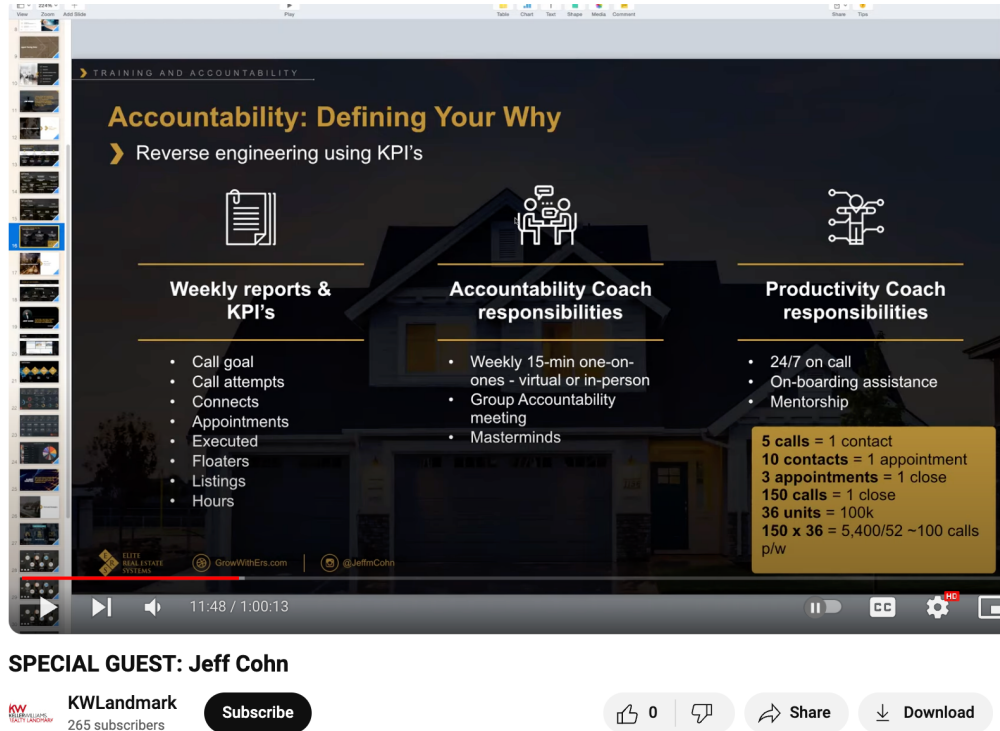 View Zoom Add Slide Play Table Chart Text Shape Media Comment Share Tips
224%
TRAINING AND ACCOUNTABILITY
Accountability: Defining Your Why
Reverse engineering using KPI's
Weekly reports &
KPI's
Call goal
Call attempts
Connects
Appointments
Executed
Floaters
Listings
Hours
Accountability Coach
responsibilities
Weekly 15-min one-on-
ones - virtual or in-person
Group Accountability
meeting
Masterminds
Productivity Coach
responsibilities
24/7 on call
On-boarding assistance
Mentorship
5 calls = 1 contact
10 contacts = 1 appointment
3 appointments = 1 close
150 calls = 1 close
36 units = 100k
150 x 36 = 5,400/52 ~100 calls
p/w
ELITE
REAL ESTATE
SYSTEMS
GrowWithErs.com
@JeffmCohn
11:48 / 1:00:13
CC
HD
SPECIAL GUEST: Jeff Cohn
KW
KELLERWILLIAMS
REALTY LANDMARK
KWLandmark
265 subscribers
Subscribe
0
Share
Download